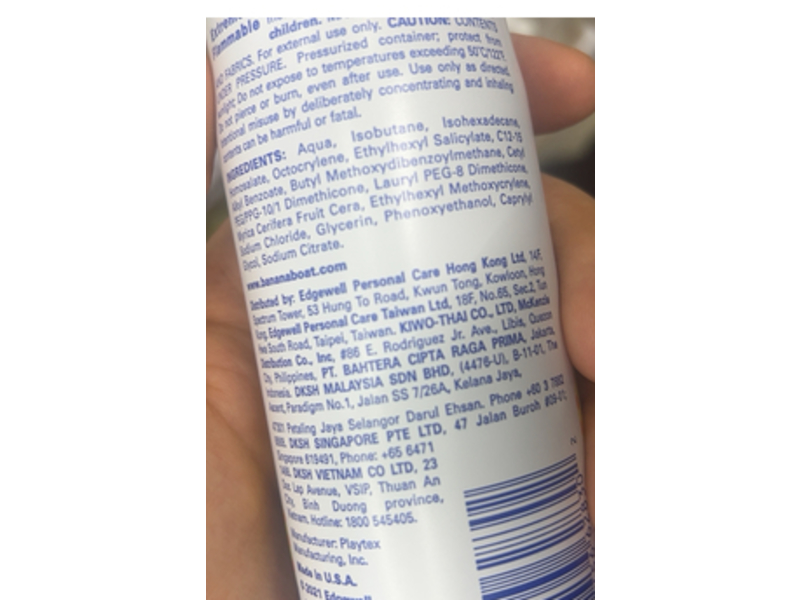 Extreme
Flammable children.
FABRICS. For external use only. CAUTION: CONTENTS
PRESSURE. Pressurized container; protect from
Do not expose to temperatures exceeding 50°C/122°F.
not pierce or burn, even after use. Use only as directed.
misuse by deliberately concentrating and inhaling
can be harmful or fatal.
INGREDIENTS: Aqua, Isobutane, Isohexadecane,
Homosalate, Octocrylene, Ethylhexyl Salicylate, C12-15
Alkyl Benzoate, Butyl Methoxydibenzoylmethane, Cetyl
PEG/PPG-10/1 Dimethicone, Lauryl PEG-8 Dimethicone,
Myrica Cerifera Fruit Cera, Ethylhexyl Methoxycrylene,
Sodium Chloride, Glycerin, Phenoxyethanol, Caprylyl
Glycol, Sodium Citrate.
www.bananaboat.com
Distributed by: Edgewell Personal Care Hong Kong Ltd, 14F,
Spectrum Tower, 53 Hung To Road, Kwun Tong, Kowloon, Hong
Kong, Edgewell Personal Care Taiwan Ltd, 18F, No.65, Sec.2, Tun
Hwa South Road, Taipei, Taiwan. KIWO-THAI CO., LTD, McKenzie
Distribution Co., Inc, #86 E. Rodriguez Jr. Ave., Libis, Quezon
City, Philippines, PT. BAHTERA CIPTA RAGA PRIMA, Jakarta,
Indonesia. DKSH MALAYSIA SDN BHD, (4476-U), B-11-01, The
Ascent, Paradigm No.1, Jalan SS 7/26A, Kelana Jaya,
47301 Petaling Jaya Selangor Darul Ehsan. Phone +60 3 7882
DKSH SINGAPORE PTE LTD, 47 Jalan Buroh #09-01,
Singapore 619491, Phone: +65 6471
DKSH VIETNAM CO LTD, 23
Doc Lap Avenue, VSIP, Thuan An
City, Binh Duong province,
Vietnam. Hotline: 1800 545405.
Manufacturer: Playtex
Manufacturing, Inc.
Made in U.S.A.
© 2021 Edgewell